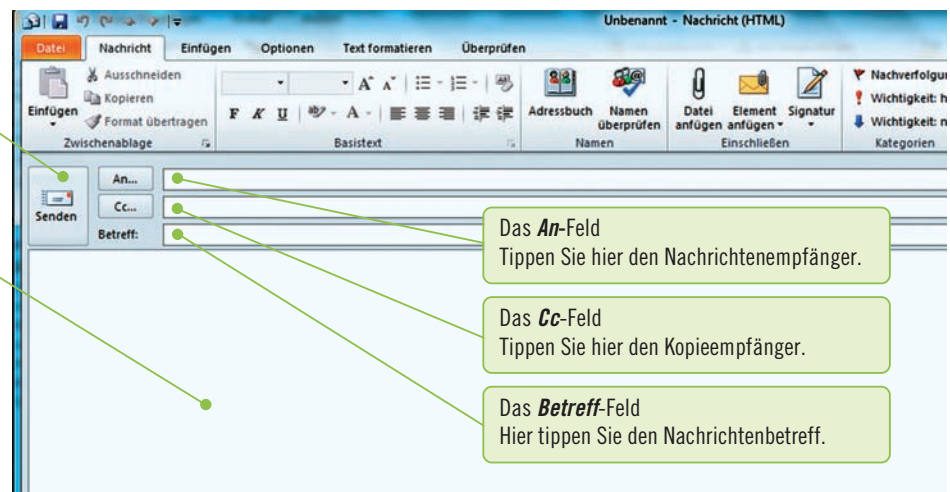 Unbenannt - Nachricht (HTML)
Datei Nachricht Einfügen Optionen Text formatieren Überprüfen
Einfügen
Ausschneiden
Kopieren
Format übertragen
Zwischenablage
F K U
Basistext
Adressbuch
Namen
überprüfen
Namen
Datei
anfügen
Element
anfügen
Signatur
Einschließen
Wichtigkeit:
Wichtigkeit:
Kategorien
Senden
An...
Cc...
Betreff:
Das An-Feld
Tippen Sie hier den Nachrichtenempfänger.
Das Cc-Feld
Tippen Sie hier den Kopieempfänger.
Das Betreff-Feld
Hier tippen Sie den Nachrichtenbetreff.